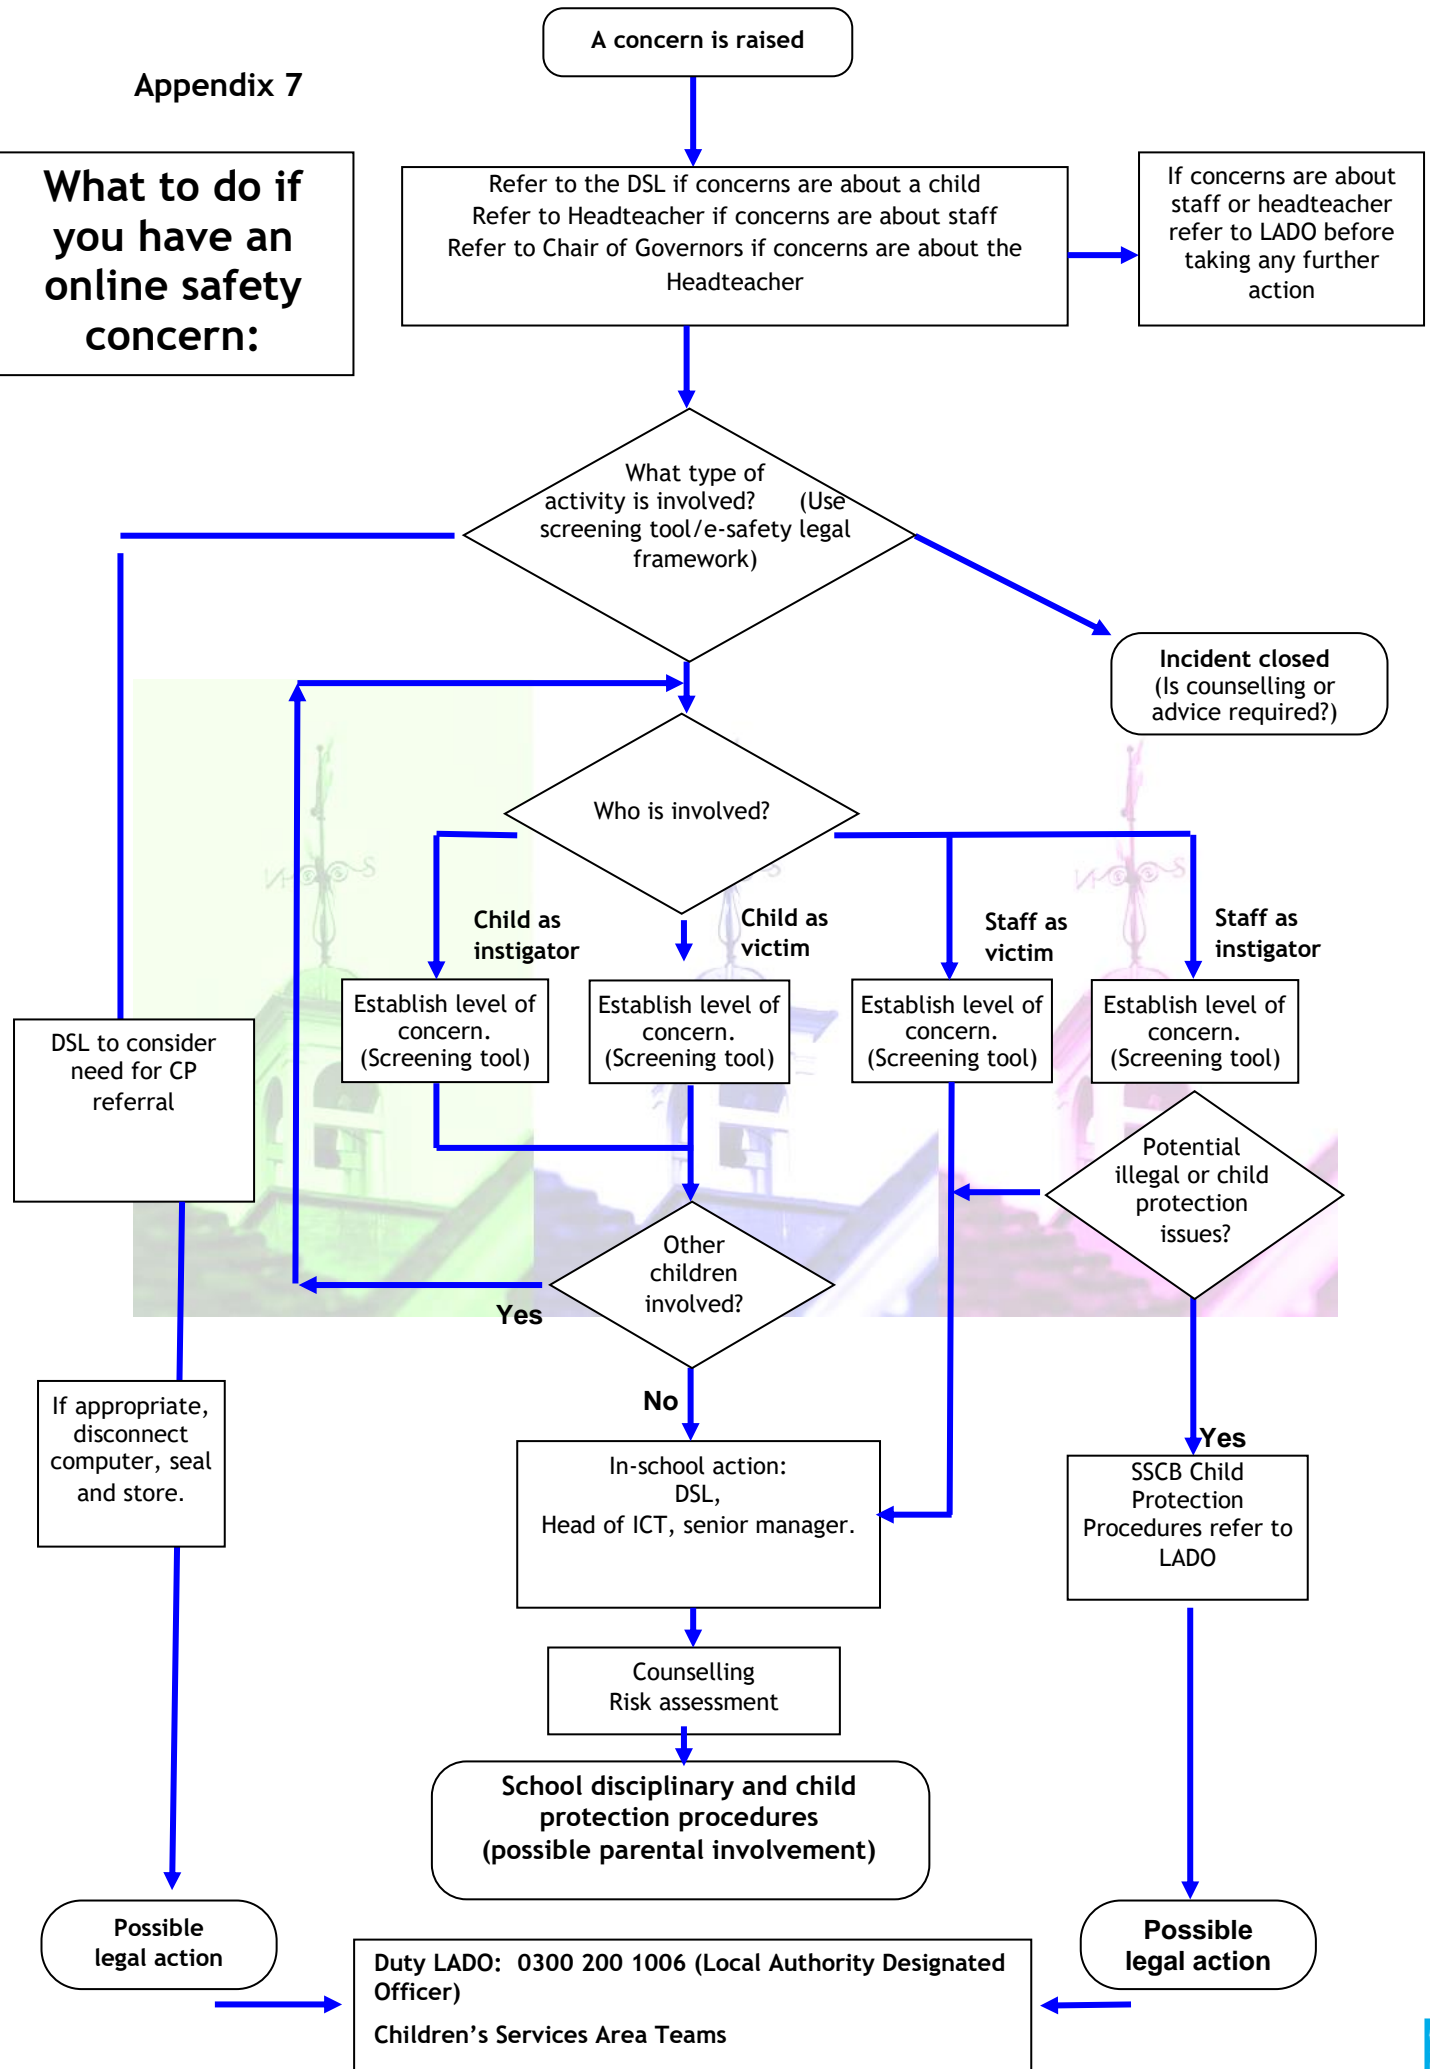 A concern is raised
Appendix 7
What to do if
you have an
online safety
concern:
Refer to the DSL if concerns are about a child
Refer to Headteacher if concerns are about staff
Refer to Chair of Governors if concerns are about the
Headteacher
If concerns are about
staff or headteacher
refer to LADO before
taking any further
action
What type of
activity is involved? (Use
screening tool/e-safety legal
framework)
Incident closed
(Is counselling or
advice required?)
Who is involved?
Child as
instigator
Child as
victim
Staff as
victim
Staff as
instigator
Establish level of
concern.
(Screening tool)
Establish level of
concern.
(Screening tool)
Establish level of
concern.
(Screening tool)
Establish level of
concern.
(Screening tool)
DSL to consider
need for CP
referral
Potential
illegal or child
protection
issues?
Other
children
involved?
Yes
No
If appropriate,
disconnect
computer, seal
and store.
In-school action:
DSL,
Head of ICT, senior manager.
Yes
SSCB Child
Protection
Procedures refer to
LADO
Counselling
Risk assessment
School disciplinary and child
protection procedures
(possible parental involvement)
Possible
legal action
Possible
legal action
Duty LADO: 0300 200 1006 (Local Authority Designated
Officer)
Children’s Services Area Teams